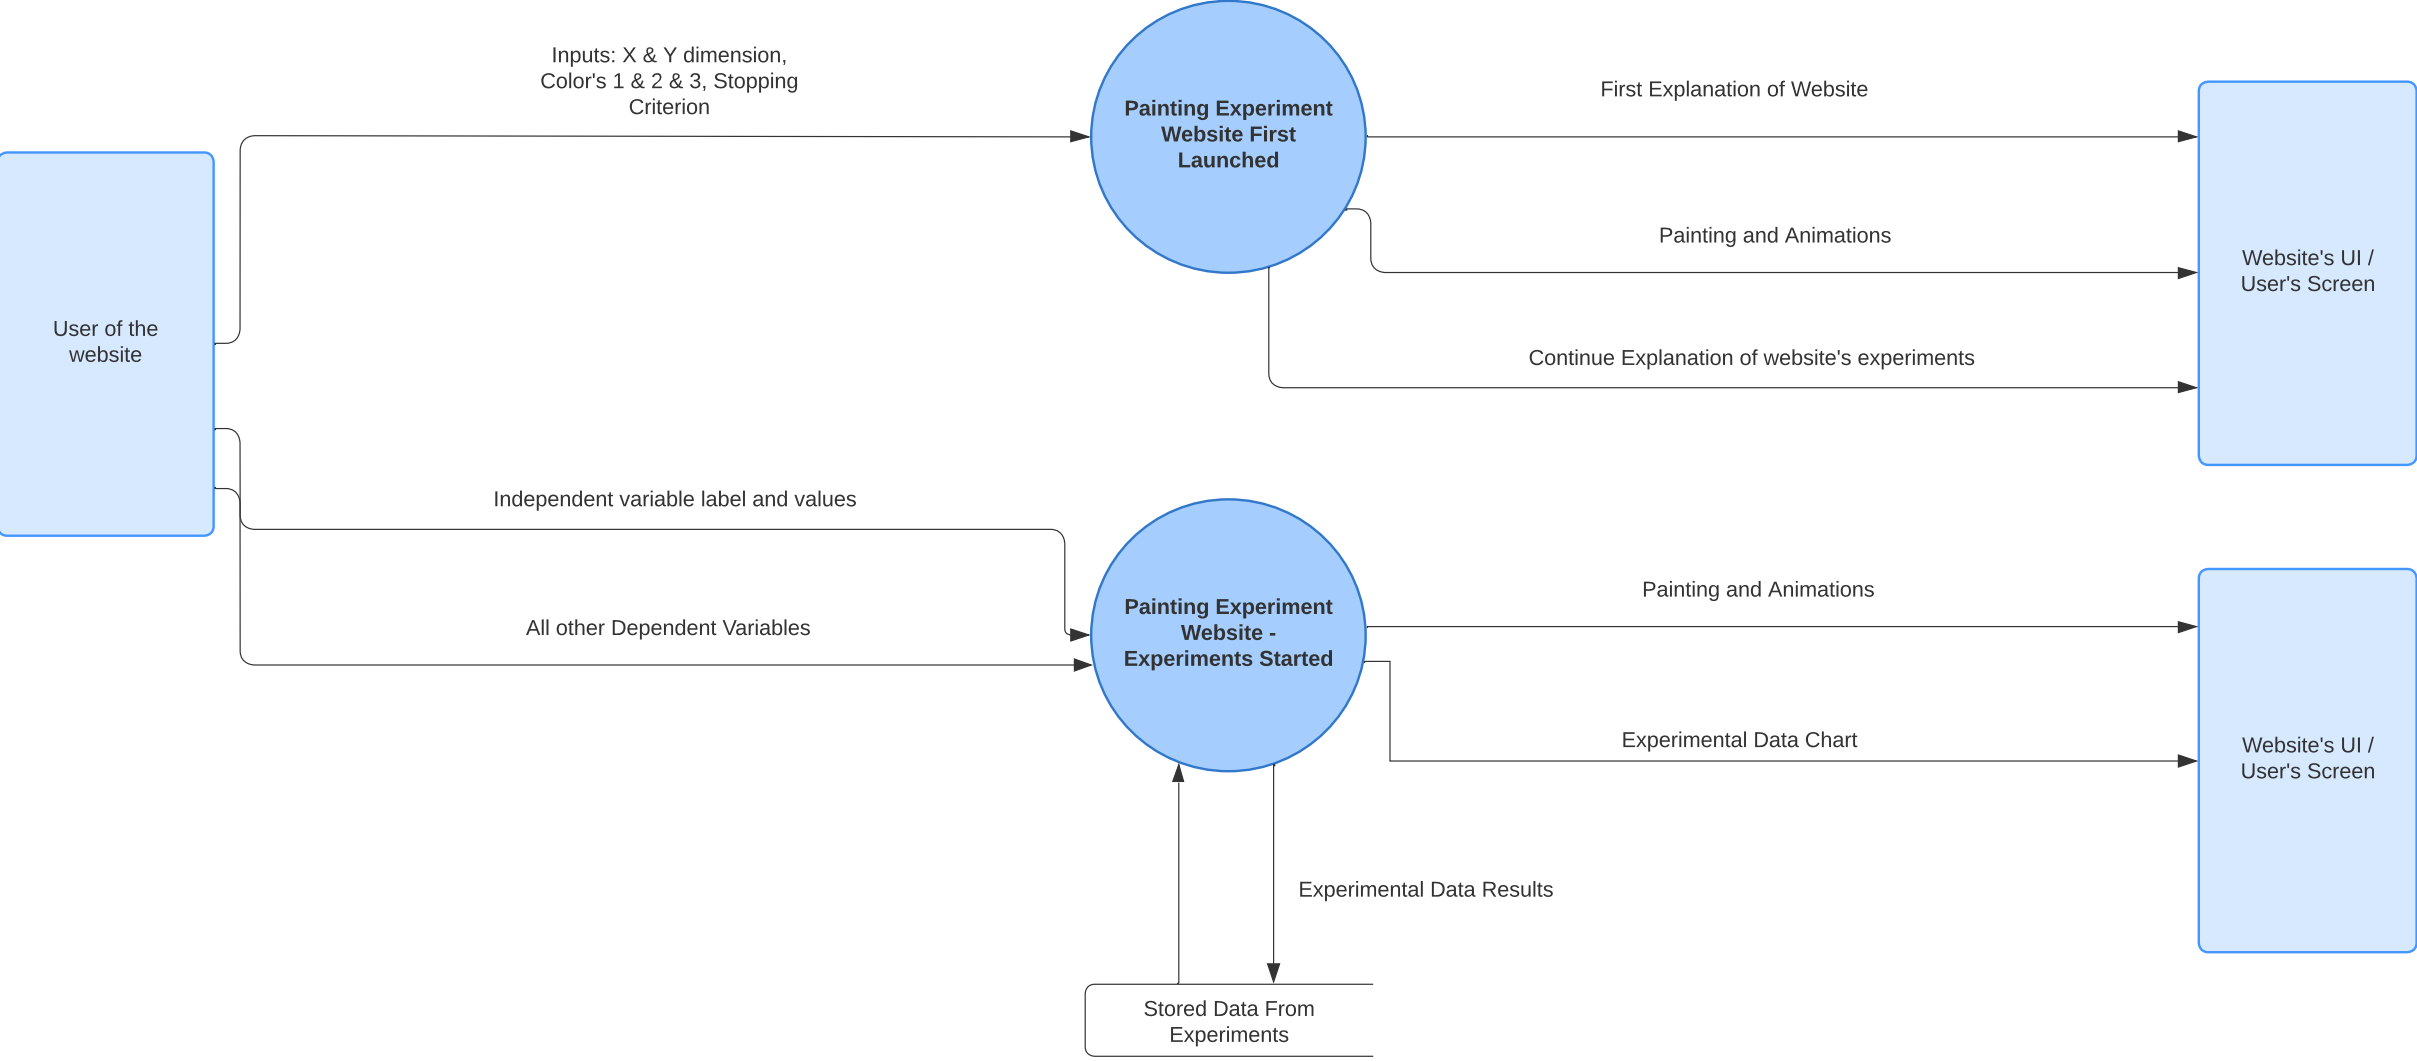 Inputs: X & Y dimension,
Color's 1 & 2 & 3, Stopping
Criterion
Painting Experiment
Website First
Launched
First Explanation of Website
Painting and Animations
Website's UI /
User's Screen
User of the
website
Continue Explanation of website's experiments
Independent variable label and values
All other Dependent Variables
Painting Experiment
Website -
Experiments Started
Painting and Animations
Experimental Data Chart
Website's UI /
User's Screen
Experimental Data Results
Stored Data From
Experiments